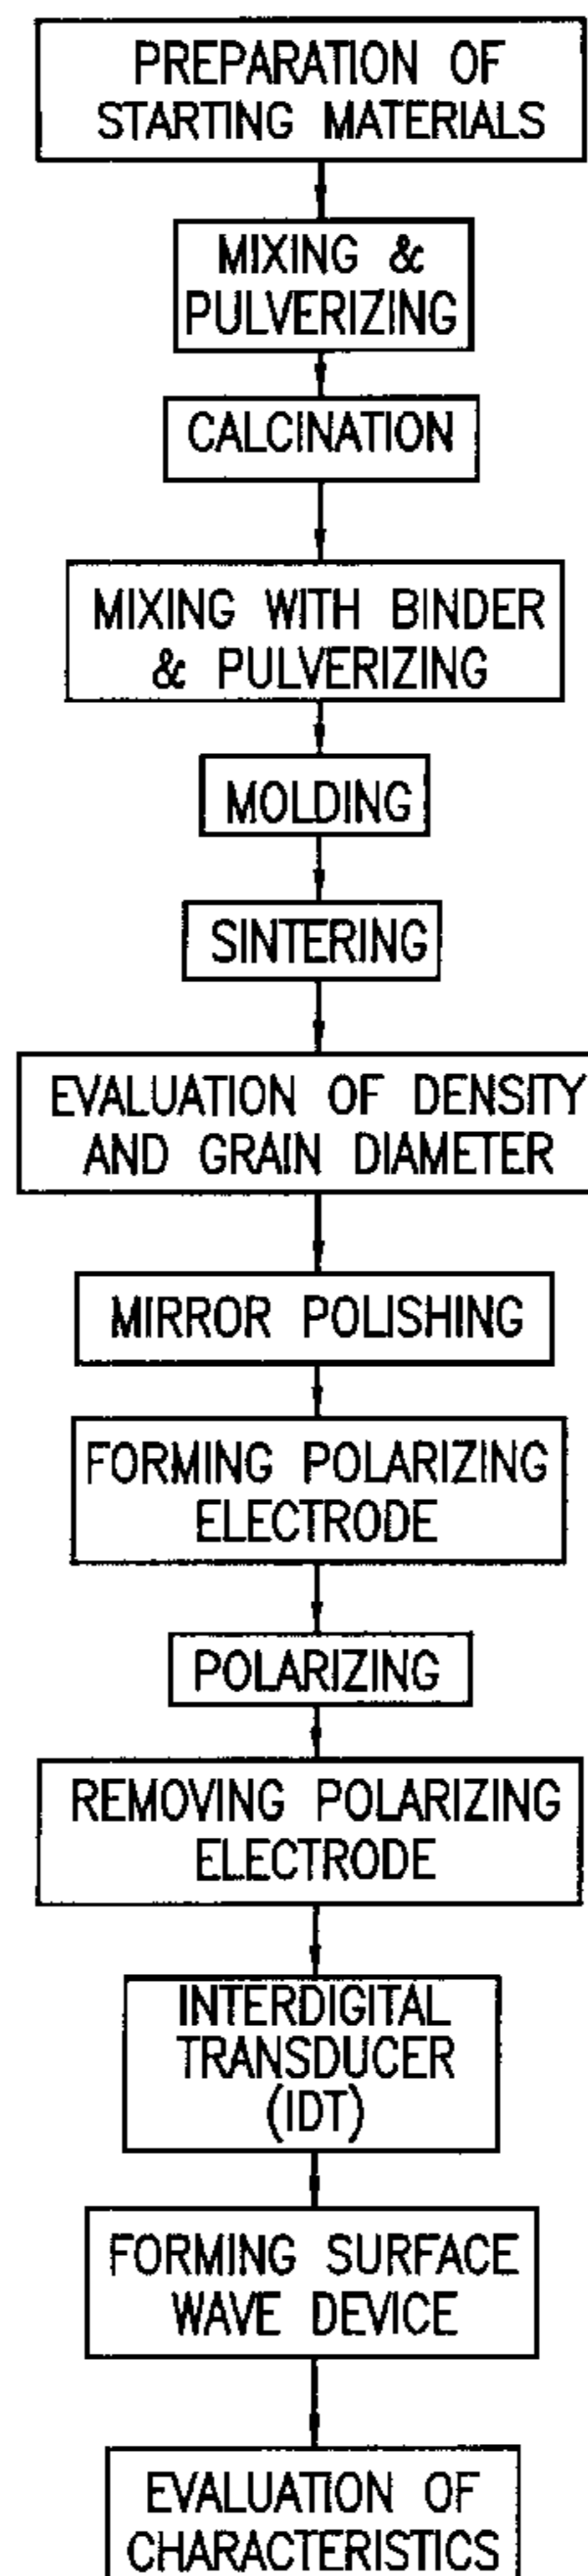 PREPARATION OF
STARTING MATERIALS
MIXING &
PULVERIZING
CALCINATION
MIXING WITH BINDER
& PULVERIZING
MOLDING
SINTERING
EVALUATION OF DENSITY
AND GRAIN DIAMETER
MIRROR POLISHING
FORMING POLARIZING
ELECTRODE
POLARIZING
REMOVING POLARIZING
ELECTRODE
INTERDIGITAL
TRANSDUCER
(IDT)
FORMING SURFACE
WAVE DEVICE
EVALUATION OF
CHARACTERISTICS